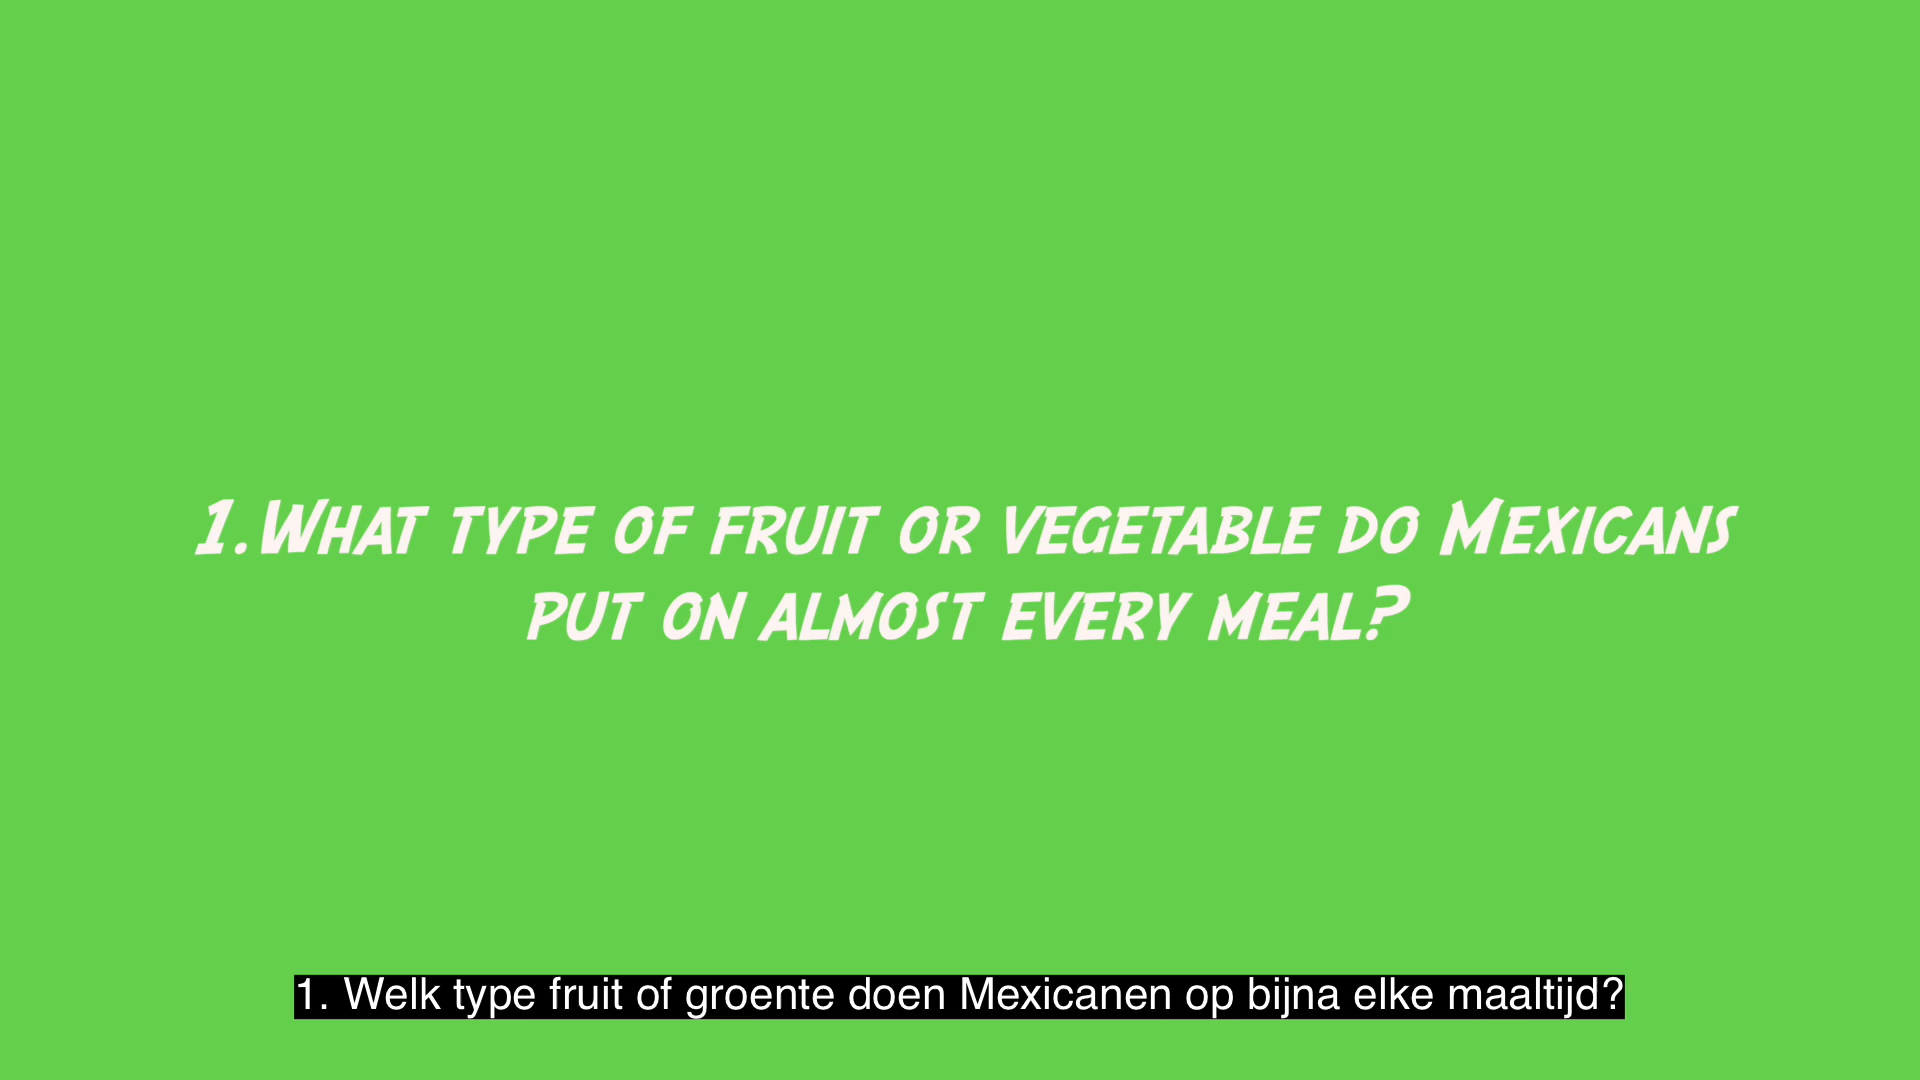 1.What type of fruit or vegetable do Mexicans
put on almost every meal?
1. Welk type fruit of groente doen Mexicanen op bijna elke maaltijd?